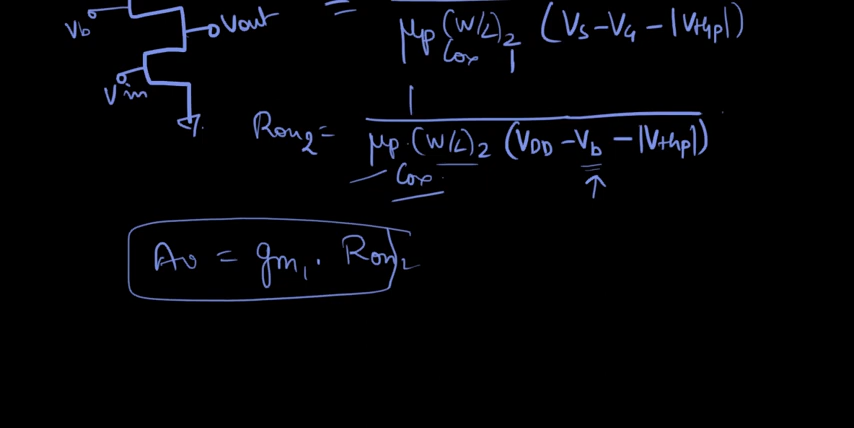 Vb Vout = μp Cox (W/L)2 (VS - VG - |Vthp|)
Vin
Ron2 = 1 / μp Cox (W/L)2 (VDD - Vb - |Vthp|)
Av = gm1 . Ron2